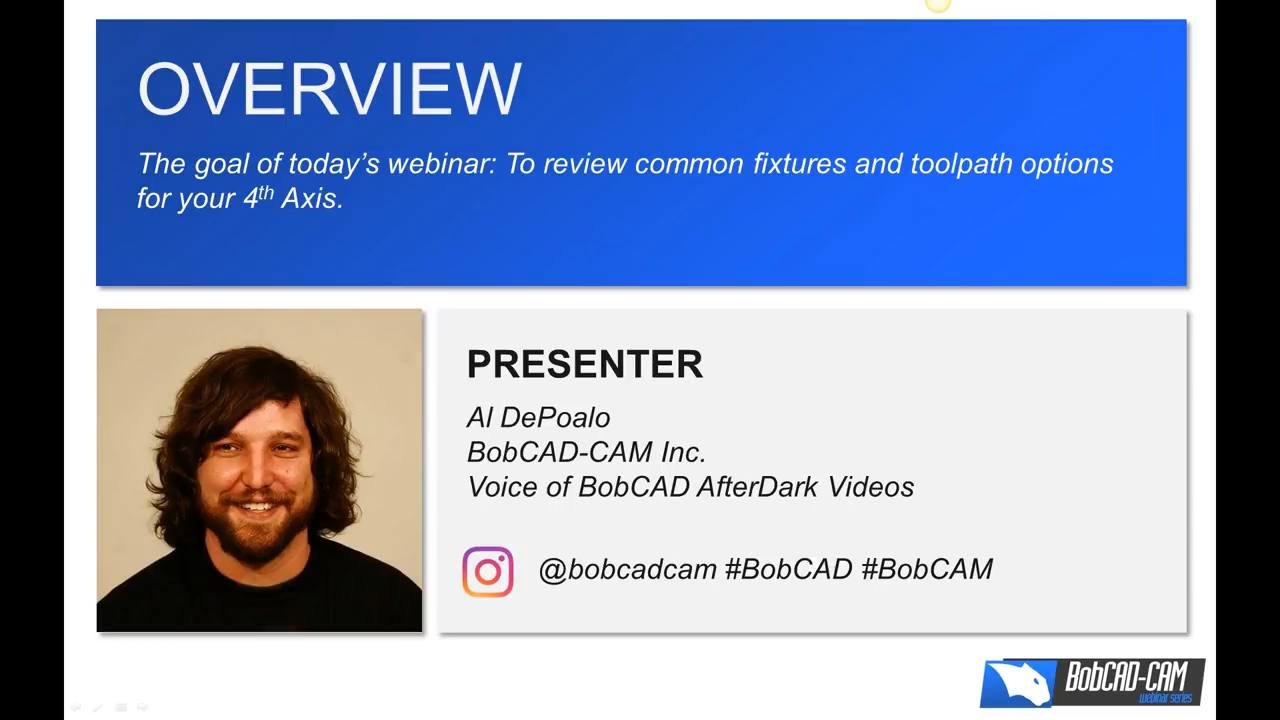 OVERVIEW
The goal of today’s webinar: To review common fixtures and toolpath options
for your 4th Axis.
PRESENTER
Al DePoalo
BobCAD-CAM Inc.
Voice of BobCAD AfterDark Videos
@bobcadcam #BobCAD #BobCAM
BobCAD-CAM
webinar series